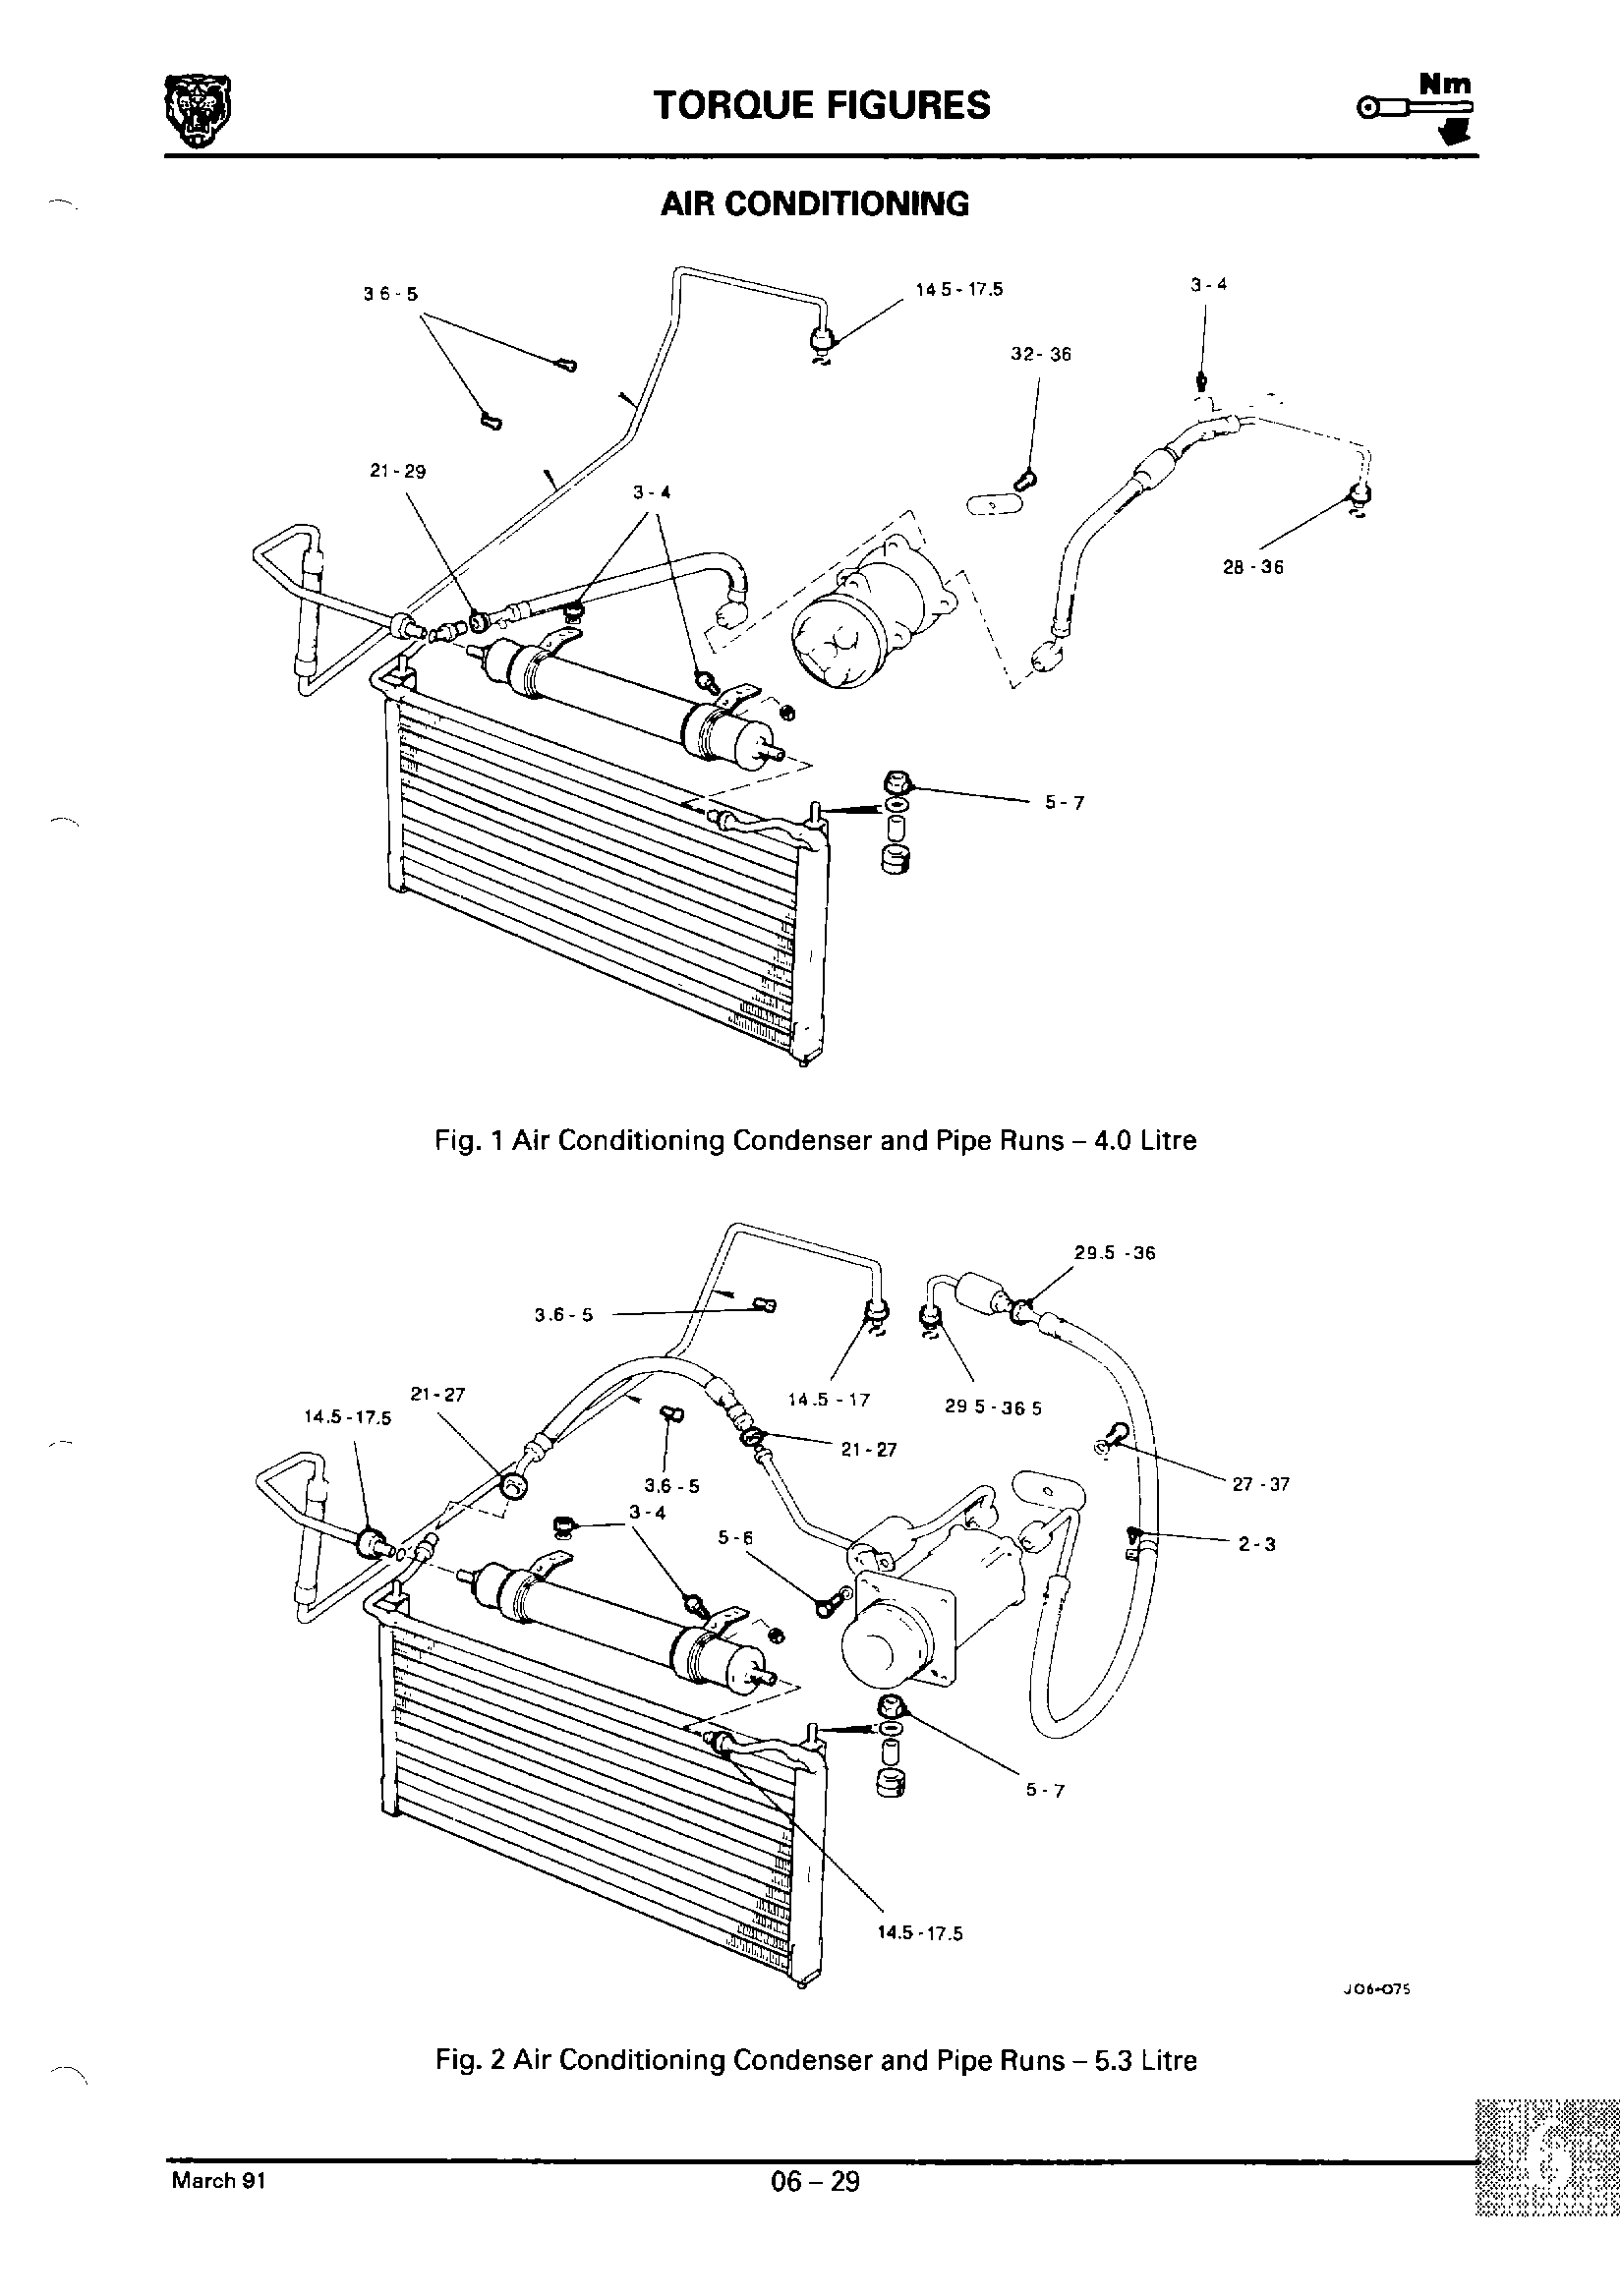 Nm
TORQUE FIGURES
AIR CONDITIONING
3 6 - 5
14 5 - 17.5
3 - 4
32 - 36
21 - 29
3 - 4
28 - 36
5 - 7
Fig. 1 Air Conditioning Condenser and Pipe Runs – 4.0 Litre
29.5 - 36
3.6 - 5
14.5 - 17
29 5 - 36 5
21 - 27
14.5 - 17.5
21 - 27
3.6 - 5
27 - 37
3 - 4
5 - 6
2 - 3
5 - 7
14.5 - 17.5
J06-075
Fig. 2 Air Conditioning Condenser and Pipe Runs – 5.3 Litre
6
March 91
06 – 29